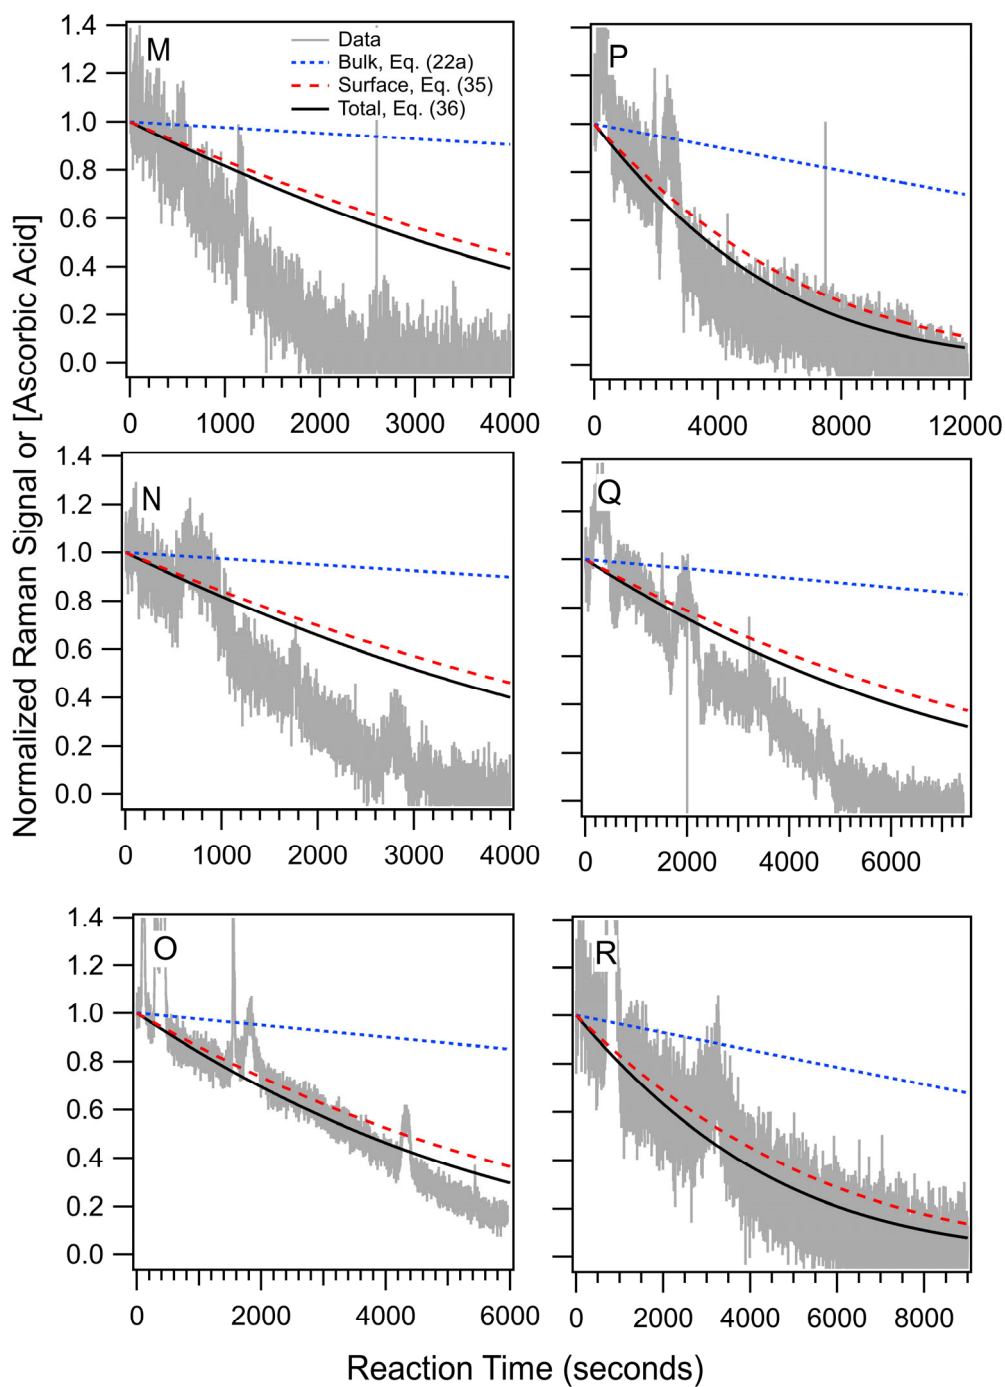 Normalized Raman Signal or [Ascorbic Acid]
M
Data
Bulk, Eq. (22a)
Surface, Eq. (35)
Total, Eq. (36)
1.4
1.2
1.0
0.8
0.6
0.4
0.2
0.0
0 1000 2000 3000 4000
P
0 4000 8000 12000
N
1.4
1.2
1.0
0.8
0.6
0.4
0.2
0.0
0 1000 2000 3000 4000
Q
0 2000 4000 6000
O
1.4
1.2
1.0
0.8
0.6
0.4
0.2
0.0
0 2000 4000 6000
R
0 2000 4000 6000 8000
Reaction Time (seconds)